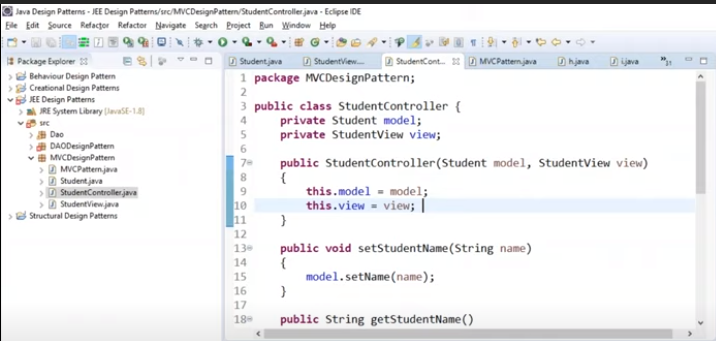 Java Design Patterns - JEE Design Patterns/src/MVCDesignPattern/StudentController.java - Eclipse IDE
File Edit Source Refactor Refactor Navigate Search Project Run Window Help
Package Explorer
Behaviour Design Pattern
Creational Design Patterns
JEE Design Patterns
JRE System Library [JavaSE-1.8]
src
Dao
DAODesignPattern
MVCDesignPattern
MVCPattern.java
Student.java
StudentController.java
StudentView.java
Structural Design Patterns
Student.java StudentView.... StudentCont... MVCPattern.java h.java i.java
1 package MVCDesignPattern;
2
3 public class StudentController {
4 private Student model;
5 private StudentView view;
6
7 public StudentController(Student model, StudentView view)
8 {
9 this.model = model;
10 this.view = view;
11 }
12
13 public void setStudentName(String name)
14 {
15 model.setName(name);
16 }
17
18 public String getStudentName()